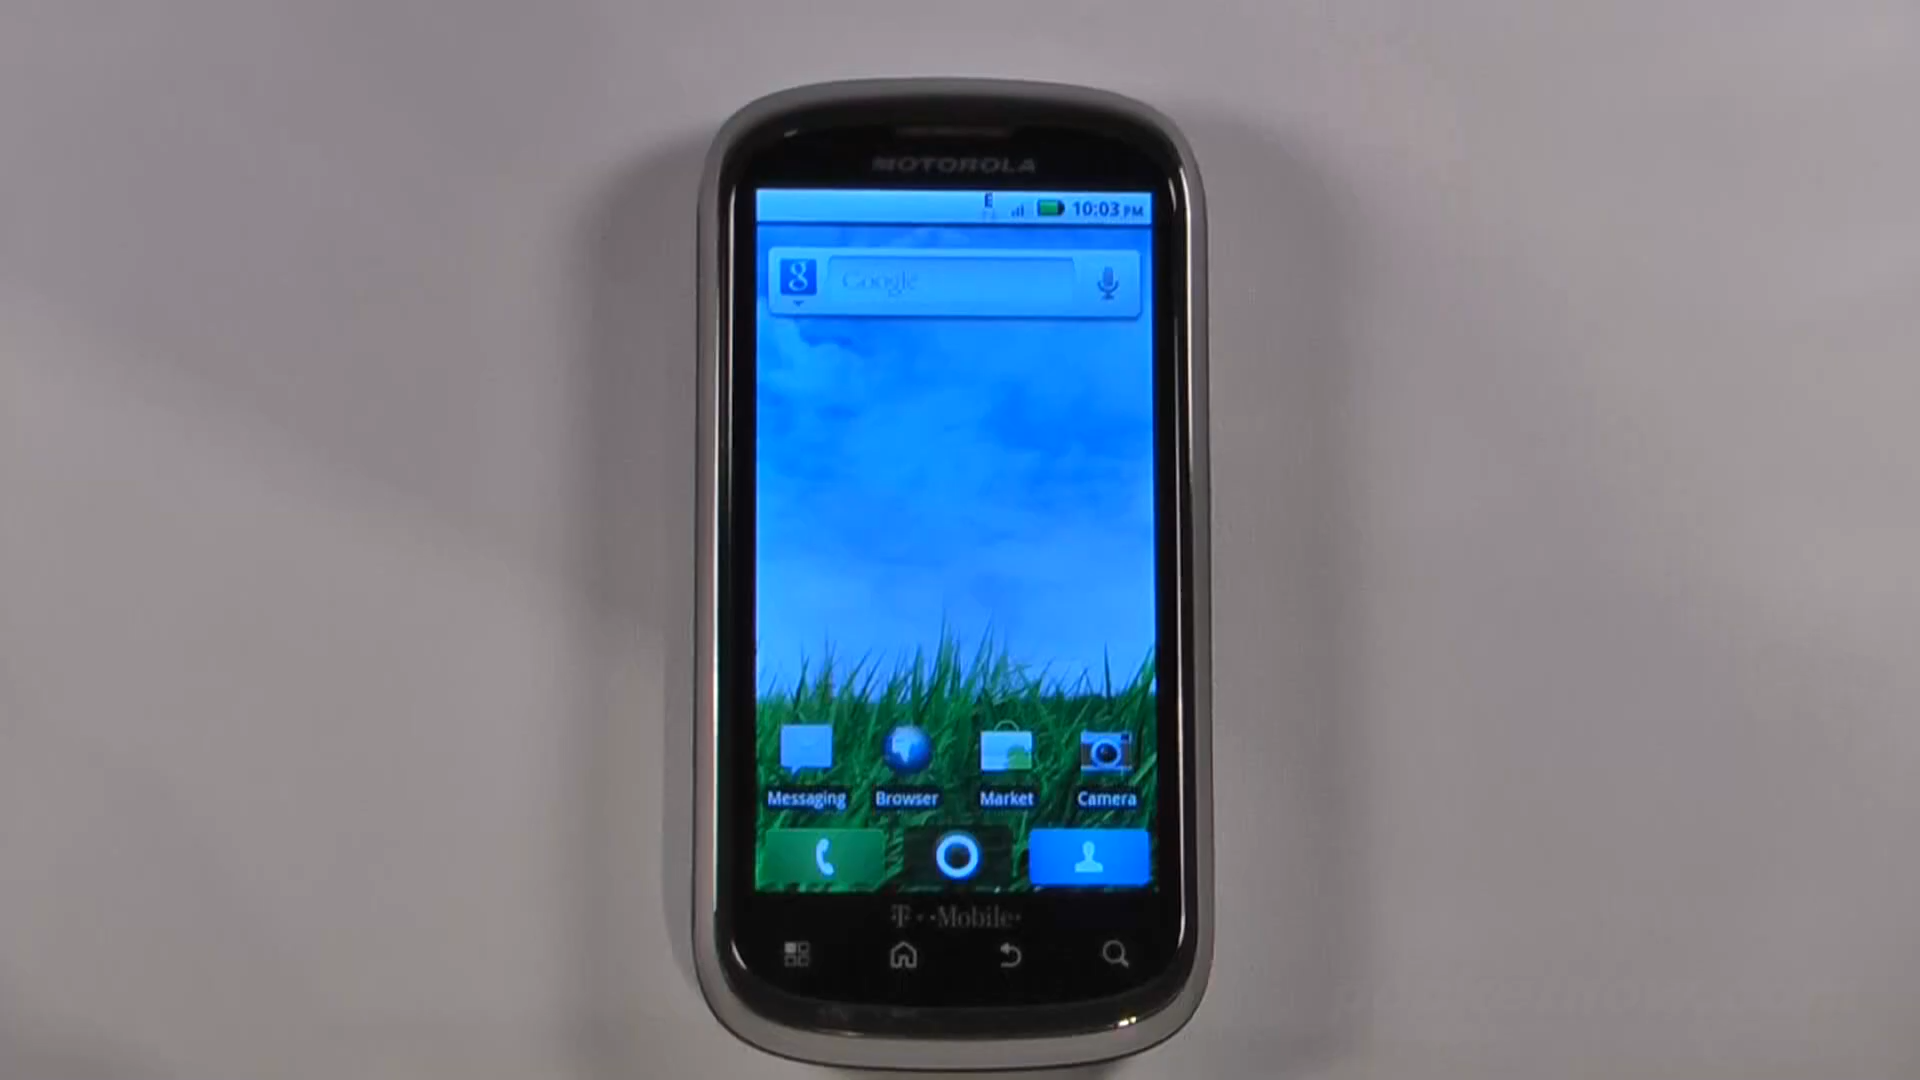 MOTOROLA
E
10:03 PM
g
Google
Messaging Browser Market Camera
T··Mobile·